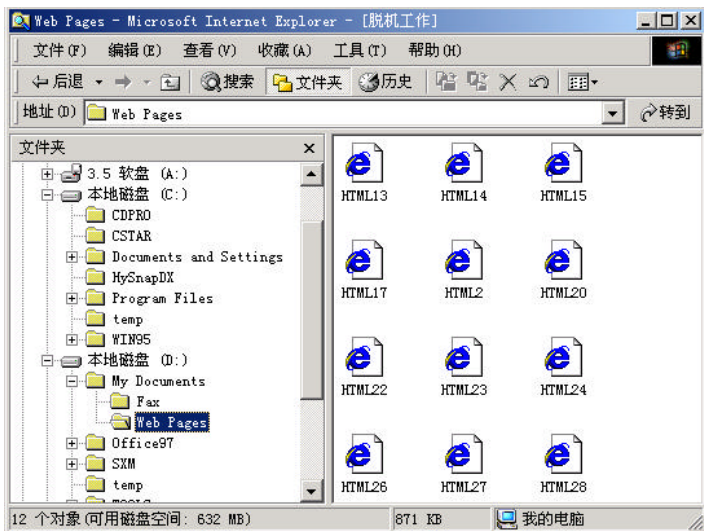 Web Pages - Microsoft Internet Explorer - [脱机工作]
文件(F) 编辑(E) 查看(V) 收藏(A) 工具(T) 帮助(H)
后退 搜索 文件夹 历史
地址(D) Web Pages 转到
文件夹
3.5 软盘 (A:)
本地磁盘 (C:)
CDPRO
CSTAR
Documents and Settings
HySnapDX
Program Files
temp
WIN95
本地磁盘 (D:)
My Documents
Fax
Web Pages
Office97
SXM
temp
HTML13 HTML14 HTML15
HTML17 HTML2 HTML20
HTML22 HTML23 HTML24
HTML26 HTML27 HTML28
12 个对象(可用磁盘空间: 632 MB) 871 KB 我的电脑